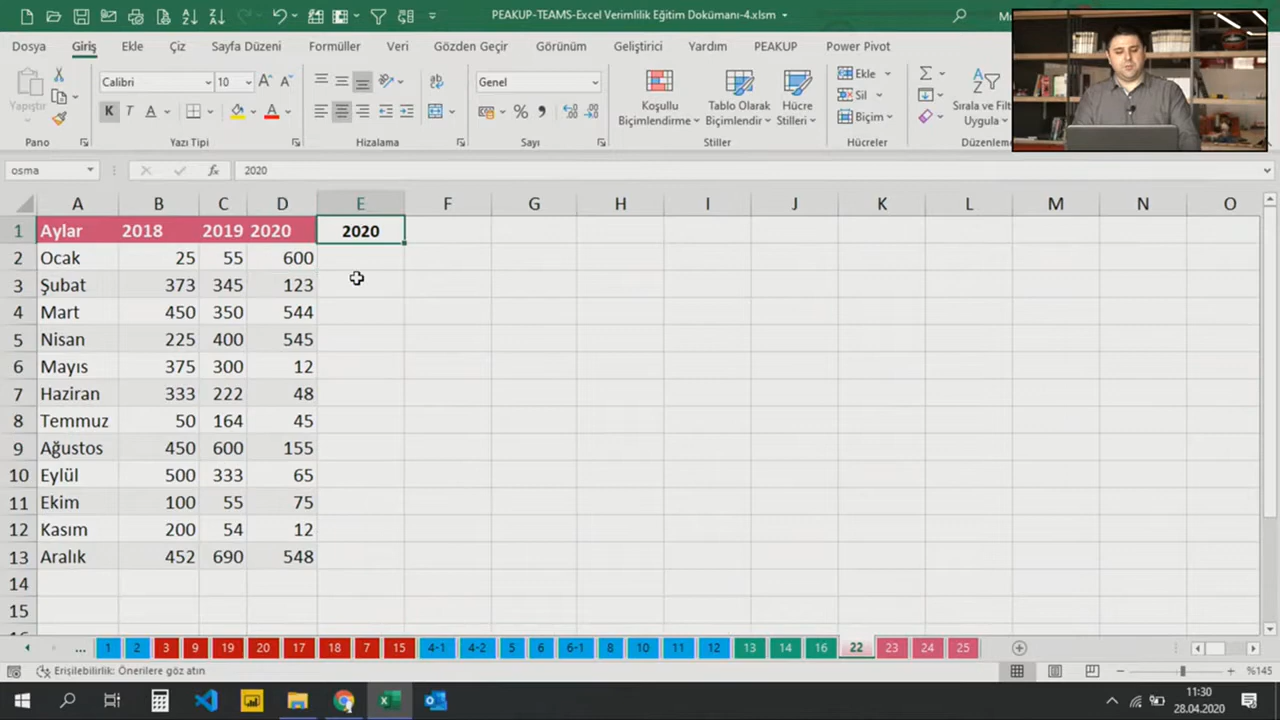 PEAKUP-TEAMS-Excel Verimlilik Eğitim Dokümanı-4.xlsm
Dosya Giriş Ekle Çiz Sayfa Düzeni Formüller Veri Gözden Geçir Görünüm Geliştirici Yardım PEAKUP Power Pivot
Yapıştır
Calibri 10
K T A
Genel
Koşullu Biçimlendirme
Tablo Olarak Biçimlendir
Hücre Stilleri
Ekle
Sil
Biçim
Sırala ve Filt
Uygula
Pano Yazı Tipi Hizalama Sayı Stiller Hücreler Düzenleme
osma fx 2020
A B C D E F G H I J K L M N O
1 Aylar 2018 2019 2020 2020
2 Ocak 25 55 600
3 Şubat 373 345 123
4 Mart 450 350 544
5 Nisan 225 400 545
6 Mayıs 375 300 12
7 Haziran 333 222 48
8 Temmuz 50 164 45
9 Ağustos 450 600 155
10 Eylül 500 333 65
11 Ekim 100 55 75
12 Kasım 200 54 12
13 Aralık 452 690 548
14
15
... 1 2 3 9 19 20 17 18 7 15 4-1 4-2 5 6 6-1 8 10 11 12 13 14 16 22 23 24 25
Erişilebilirlik: Önerilere göz atın %145
11:30
28.04.2020